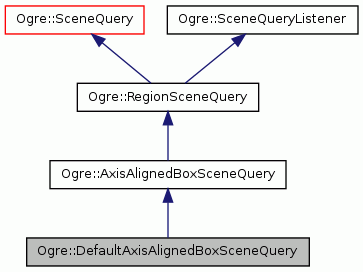 Ogre::SceneQuery
Ogre::SceneQueryListener
Ogre::RegionSceneQuery
Ogre::AxisAlignedBoxSceneQuery
Ogre::DefaultAxisAlignedBoxSceneQuery